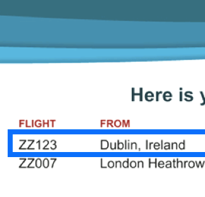 Here is
FLIGHT FROM
ZZ123 Dublin, Ireland
ZZ007 London Heathrow